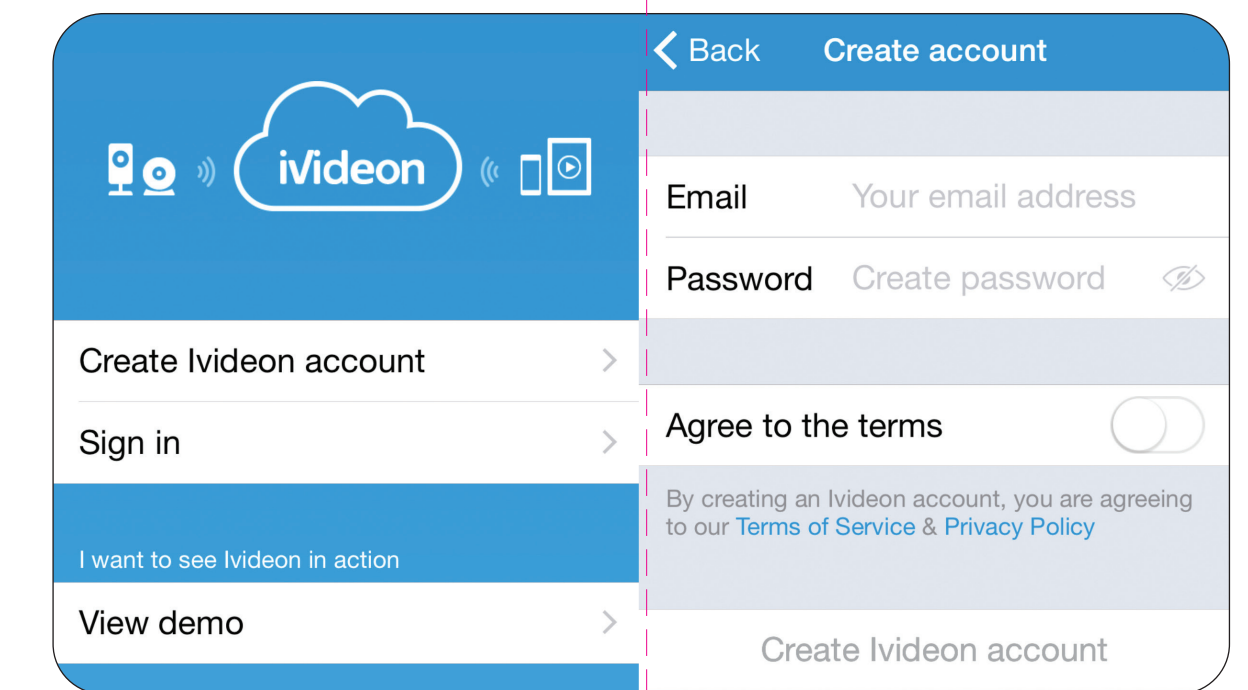 iVideon
Create Ivideon account
Sign in
I want to see Ivideon in action
View demo
Back
Create account
Email
Your email address
Password
Create password
Agree to the terms
By creating an Ivideon account, you are agreeing
to our Terms of Service & Privacy Policy
Create Ivideon account